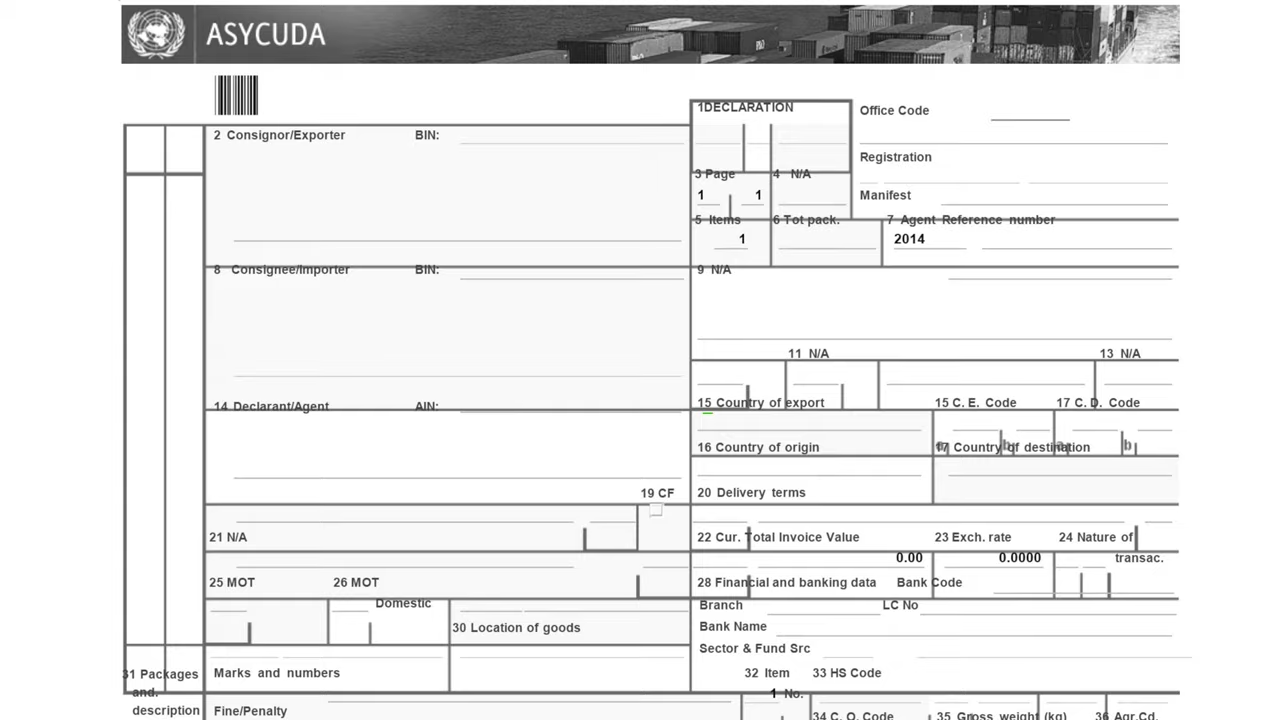 ASYCUDA
1DECLARATION
Office Code
2 Consignor/Exporter BIN:
Registration
3 Page 4 N/A
1 1
Manifest
5 Items 6 Tot pack. 7 Agent Reference number
1 2014
8 Consignee/Importer BIN:
9 N/A
11 N/A 13 N/A
14 Declarant/Agent AIN:
15 Country of export 15 C. E. Code 17 C. D. Code
16 Country of origin 17 Country of destination
b b
19 CF
20 Delivery terms
21 N/A
22 Cur. Total Invoice Value 23 Exch. rate 24 Nature of
0.00 0.0000 transac.
25 MOT 26 MOT
28 Financial and banking data Bank Code
Domestic
Branch LC No
30 Location of goods
Bank Name
Sector & Fund Src
31 Packages
and.
description
Marks and numbers
32 Item 33 HS Code
1 No.
Fine/Penalty
34 C. O. Code 35 Gross weight (kg) 36 Agr.Cd.